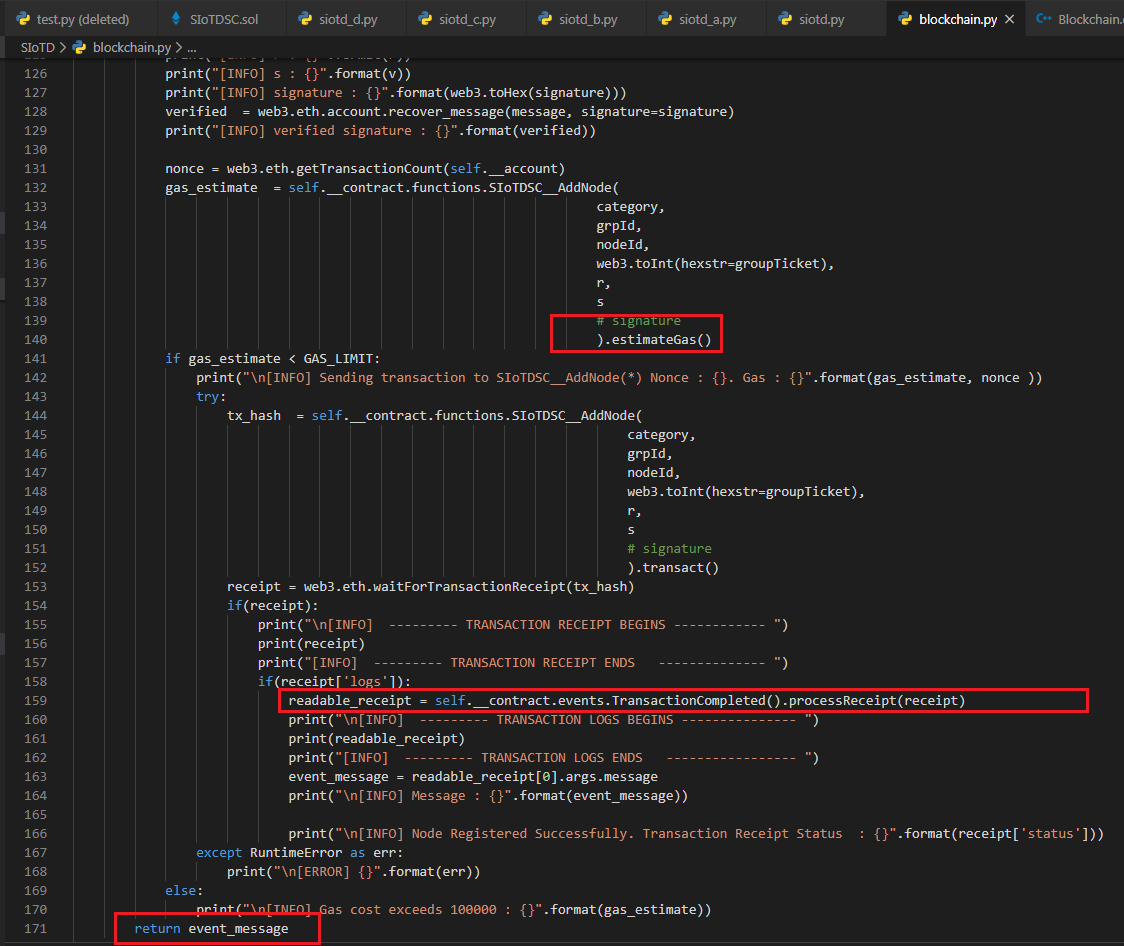 test.py (deleted) SIoTDSC.sol siotd_d.py siotd_c.py siotd_b.py siotd_a.py siotd.py blockchain.py Blockchain.
SIoTD > blockchain.py > ...
126 print("[INFO] s : {}".format(v))
127 print("[INFO] signature : {}".format(web3.toHex(signature)))
128 verified  = web3.eth.account.recover_message(message, signature=signature)
129 print("[INFO] verified signature : {}".format(verified))
130
131 nonce = web3.eth.getTransactionCount(self.__account)
132 gas_estimate  = self.__contract.functions.SIoTDSC__AddNode(
133 category,
134 grpId,
135 nodeId,
136 web3.toInt(hexstr=groupTicket),
137 r,
138 s
139 # signature
140 ).estimateGas()
141 if gas_estimate < GAS_LIMIT:
142 print("\n[INFO] Sending transaction to SIoTDSC__AddNode(*) Nonce : {}. Gas : {}".format(gas_estimate, nonce ))
143 try:
144 tx_hash  = self.__contract.functions.SIoTDSC__AddNode(
145 category,
146 grpId,
147 nodeId,
148 web3.toInt(hexstr=groupTicket),
149 r,
150 s
151 # signature
152 ).transact()
153 receipt = web3.eth.waitForTransactionReceipt(tx_hash)
154 if(receipt):
155 print("\n[INFO]  --------- TRANSACTION RECEIPT BEGINS ------------ ")
156 print(receipt)
157 print("[INFO]  --------- TRANSACTION RECEIPT ENDS   -------------- ")
158 if(receipt['logs']):
159 readable_receipt = self.__contract.events.TransactionCompleted().processReceipt(receipt)
160 print("\n[INFO]  --------- TRANSACTION LOGS BEGINS --------------- ")
161 print(readable_receipt)
162 print("[INFO]  --------- TRANSACTION LOGS ENDS   ----------------- ")
163 event_message = readable_receipt[0].args.message
164 print("\n[INFO] Message : {}".format(event_message))
165
166 print("\n[INFO] Node Registered Successfully. Transaction Receipt Status  : {}".format(receipt['status']))
167 except RuntimeError as err:
168 print("\n[ERROR] {}".format(err))
169 else:
170 print("\n[INFO] Gas cost exceeds 100000 : {}".format(gas_estimate))
171 return event_message